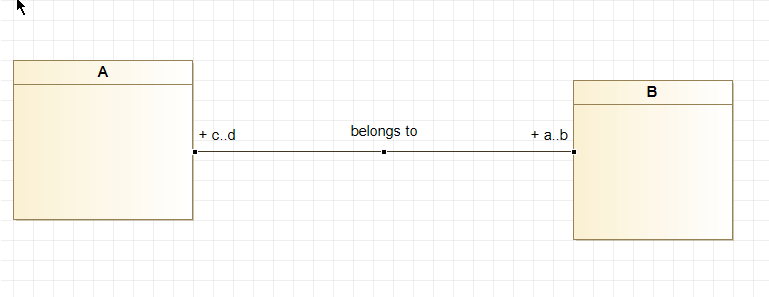 A
B
+ c..d
belongs to
+ a..b